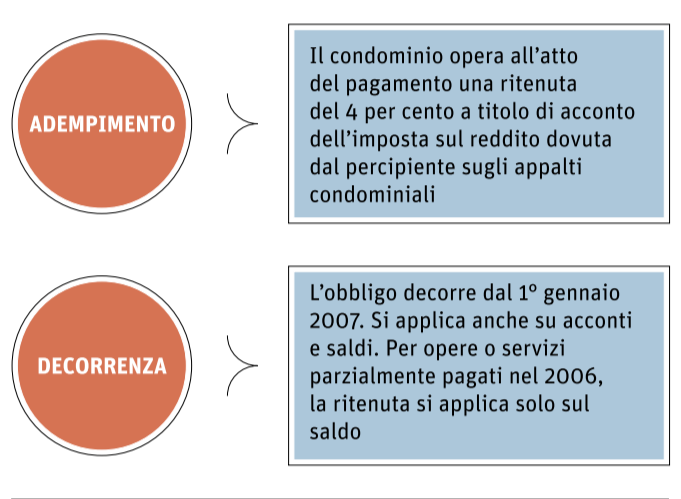 ADEMPIMENTO
Il condominio opera all’atto
del pagamento una ritenuta
del 4 per cento a titolo di acconto
dell’imposta sul reddito dovuta
dal percipiente sugli appalti
condominiali
DECORRENZA
L’obbligo decorre dal 1° gennaio
2007. Si applica anche su acconti
e saldi. Per opere o servizi
parzialmente pagati nel 2006,
la ritenuta si applica solo sul
saldo